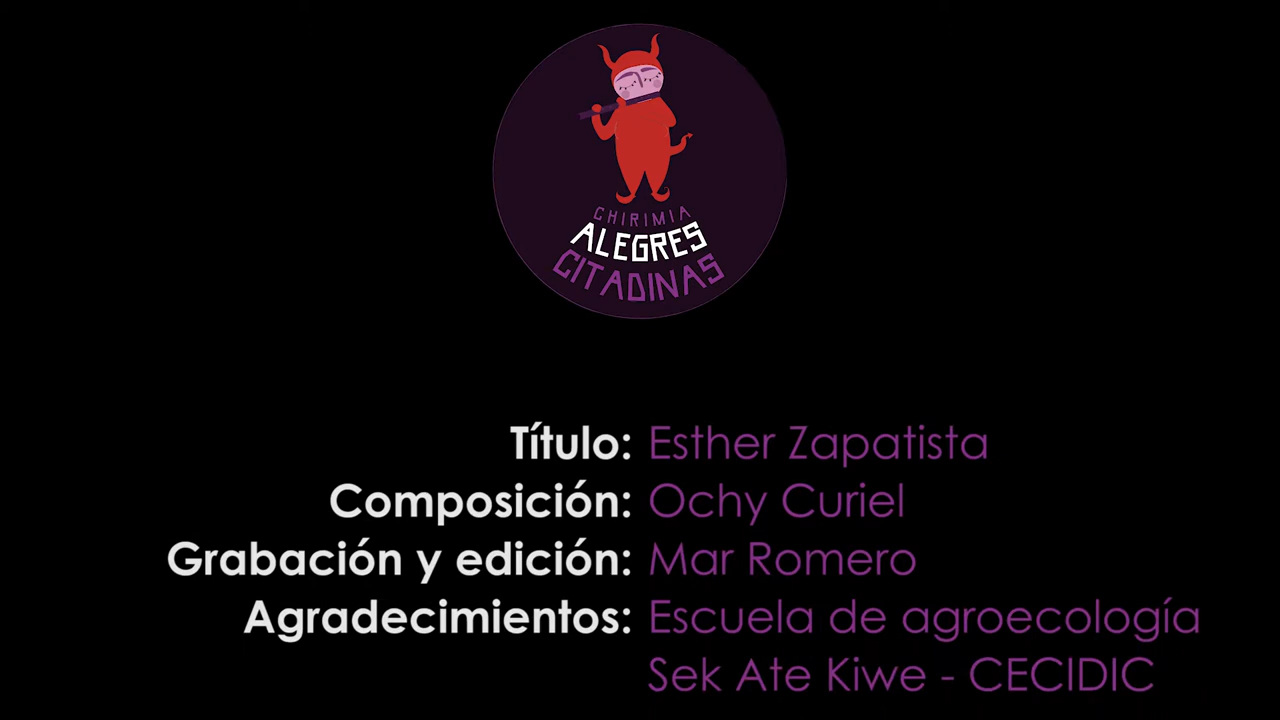 CHIRIMIA
ALEGRES
CITADINAS
Título: Esther Zapatista
Composición: Ochy Curiel
Grabación y edición: Mar Romero
Agradecimientos: Escuela de agroecología
Sek Ate Kiwe - CECIDIC